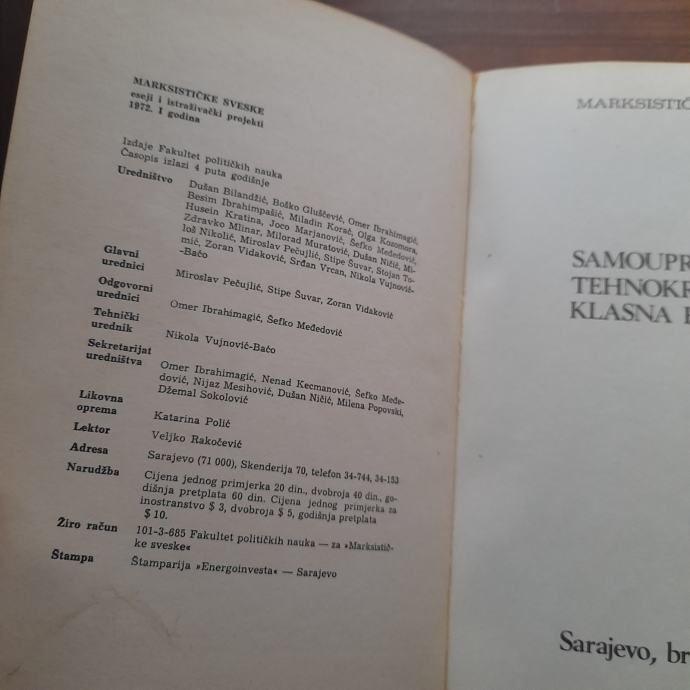 MARKSISTIČKE SVESKE
eseji i istraživački projekti
1972. I godina
Izdaje Fakultet političkih nauka
Časopis izlazi 4 puta godišnje
Uredništvo Dušan Bilandžić, Boško Gluščević, Omer Ibrahimagić,
Besim Ibrahimpašić, Miladin Korać, Olga Kozomora,
Husein Kratina, Joco Marjanović, Šefko Međedović,
Zdravko Mlinar, Milorad Muratović, Dušan Ničić, Mi-
loš Nikolić, Miroslav Pečujlić, Stipe Šuvar, Stojan To-
mić, Zoran Vidaković, Srđan Vrcan, Nikola Vujnović-
-Baćo
Glavni
urednici Miroslav Pečujlić, Stipe Šuvar, Zoran Vidaković
Odgovorni
urednici Omer Ibrahimagić, Šefko Međedović
Tehnički
urednik Nikola Vujnović-Baćo
Sekretarijat
uredništva Omer Ibrahimagić, Nenad Kecmanović, Šefko Međe-
dović, Nijaz Mesihović, Dušan Ničić, Milena Popovski,
Džemal Sokolović
Likovna
oprema Katarina Polić
Lektor Veljko Rakočević
Adresa Sarajevo (71 000), Skenderija 70, telefon 34-744, 34-153
Narudžba Cijena jednog primjerka 20 din., dvobroja 40 din., go-
dišnja pretplata 60 din. Cijena jednog primjerka za
inostranstvo $ 3, dvobroja $ 5, godišnja pretplata
$ 10.
Žiro račun 101-3-685 Fakultet političkih nauka — za »Marksistič-
ke sveske«
Štampa Štamparija »Energoinvesta« — Sarajevo
MARKSISTIČ
SAMOUPR
TEHNOKR
KLASNA
Sarajevo, br